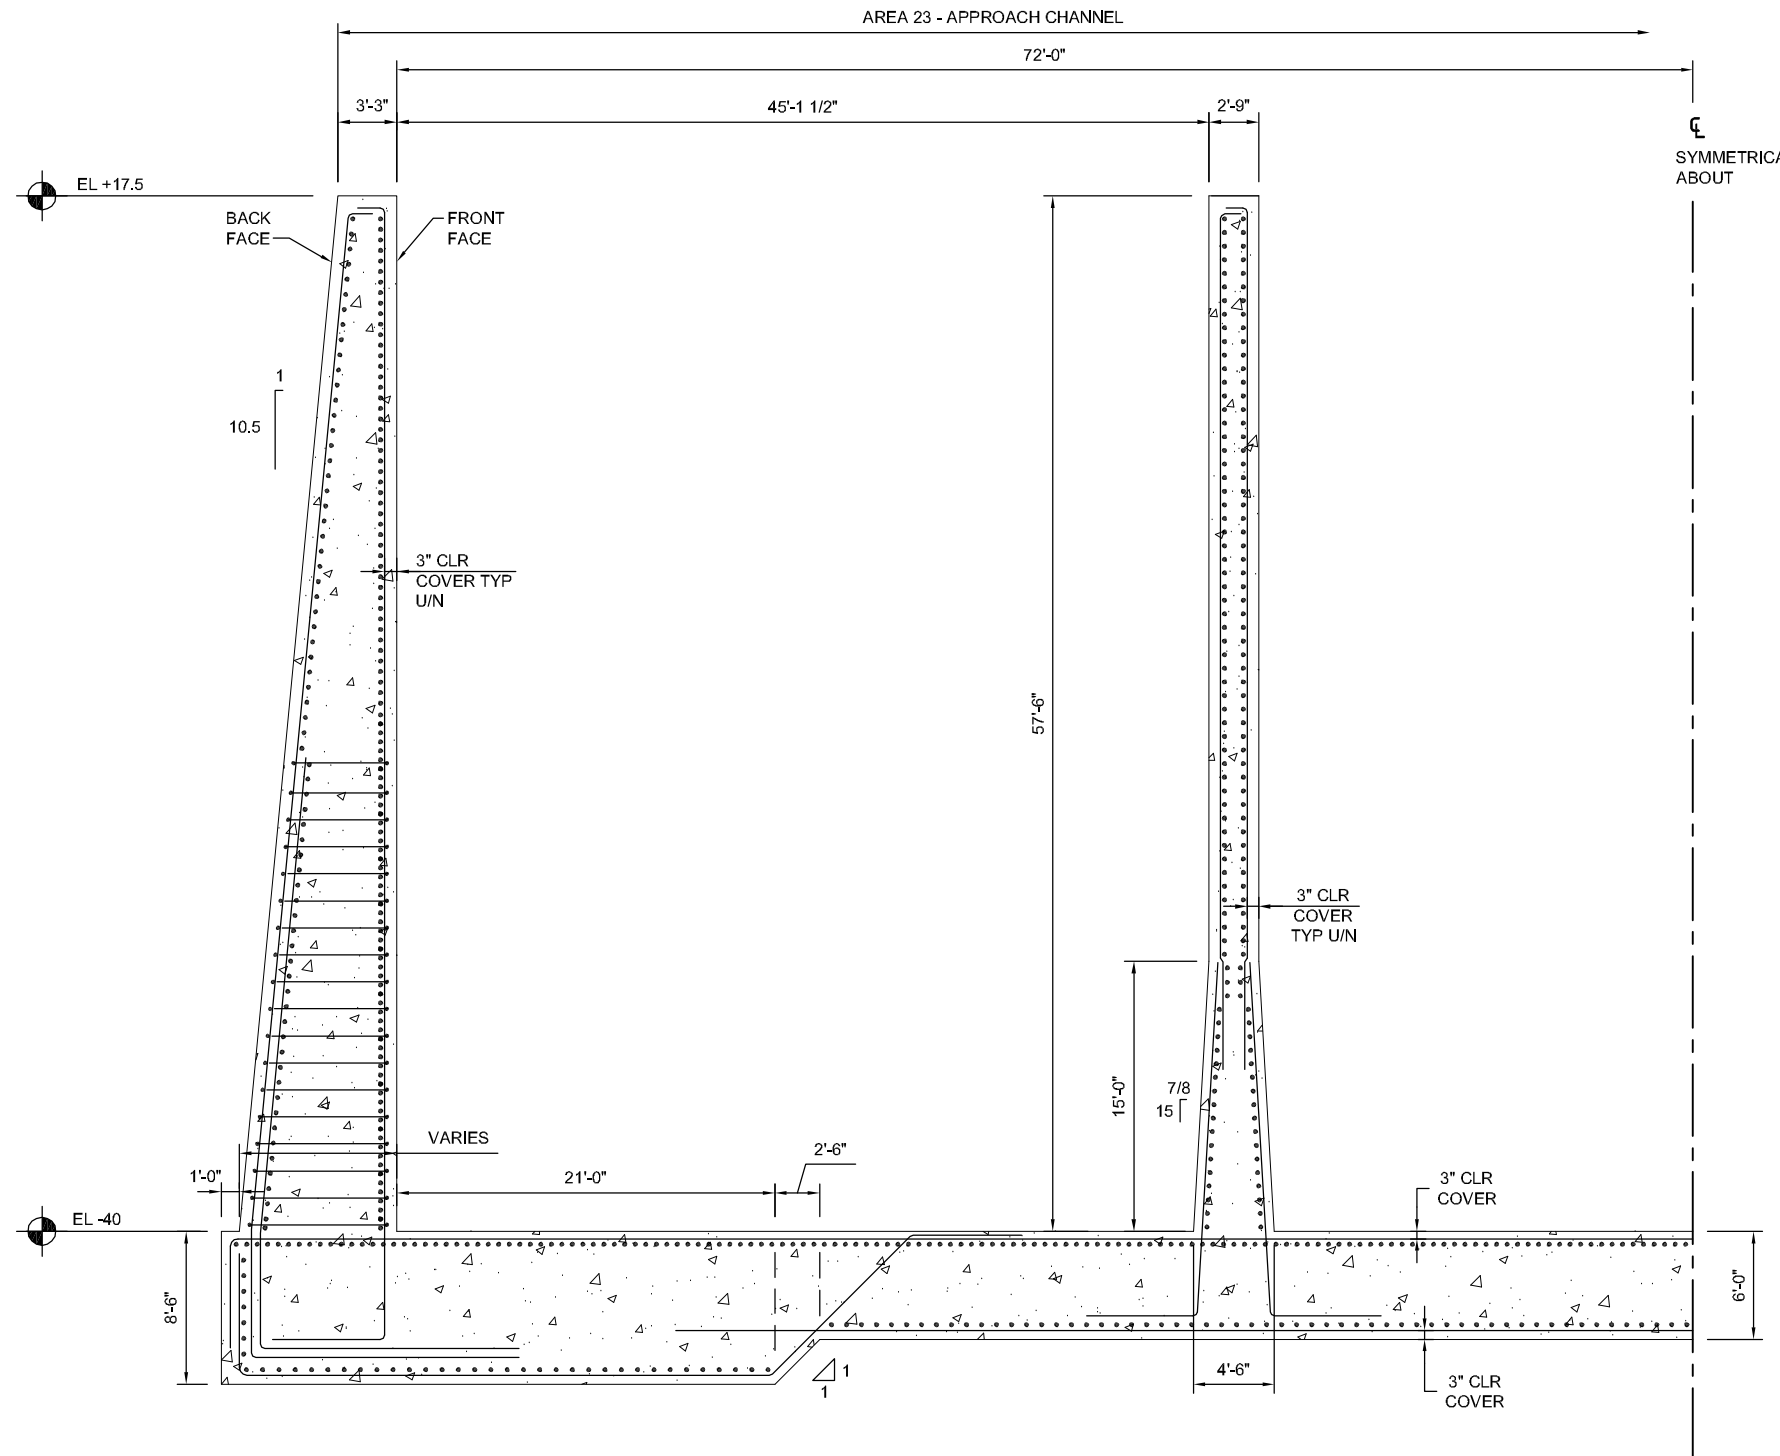 AREA 23 - APPROACH CHANNEL
72'-0"
3'-3"
45'-1 1/2"
2'-9"
℄
SYMMETRICA
ABOUT
EL +17.5
BACK
FACE
FRONT
FACE
1
10.5
3" CLR
COVER TYP
U/N
57'-6"
3" CLR
COVER
TYP U/N
15'-0"
7/8
15
VARIES
2'-6"
1'-0"
21'-0"
3" CLR
COVER
EL -40
8'-6"
6'-0"
1
1
4'-6"
3" CLR
COVER